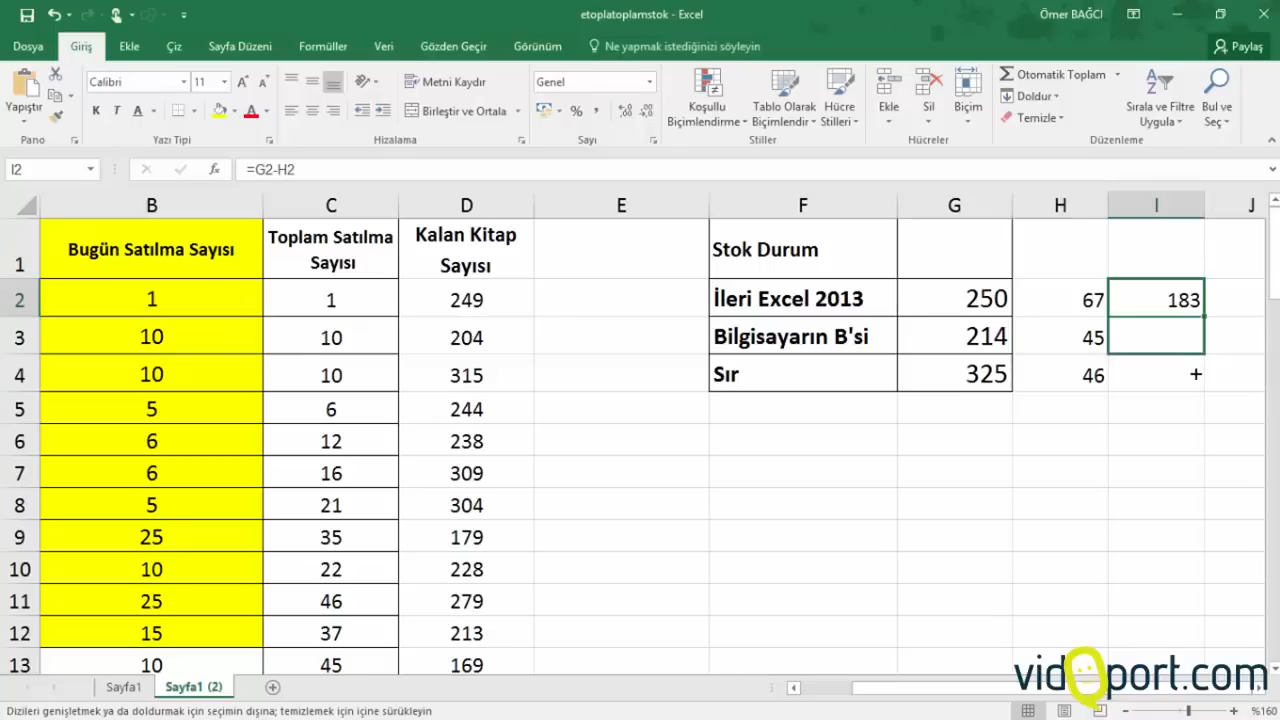 etoplatoplamstok - Excel
Ömer BAĞCI
Dosya Giriş Ekle Çiz Sayfa Düzeni Formüller Veri Gözden Geçir Görünüm Ne yapmak istediğinizi söyleyin Paylaş
Yapıştır
Calibri 11
K T A
Metni Kaydır
Birleştir ve Ortala
Genel
%
Koşullu Biçimlendirme
Tablo Olarak Biçimlendir
Hücre Stilleri
Ekle Sil Biçim
Otomatik Toplam
Doldur
Temizle
Sırala ve Filtre Uygula
Bul ve Seç
Pano Yazı Tipi Hizalama Sayı Stiller Hücreler Düzenleme
I2 fx =G2-H2
B C D E F G H I J
1 Bugün Satılma Sayısı Toplam Satılma Sayısı Kalan Kitap Sayısı Stok Durum
2 1 1 249 İleri Excel 2013 250 67 183
3 10 10 204 Bilgisayarın B'si 214 45
4 10 10 315 Sır 325 46
5 5 6 244
6 6 12 238
7 6 16 309
8 5 21 304
9 25 35 179
10 10 22 228
11 25 46 279
12 15 37 213
13 10 45 169
vidoport.com
Sayfa1 Sayfa1 (2)
Dizileri genişletmek ya da doldurmak için seçimin dışına; temizlemek için içine sürükleyin
%160